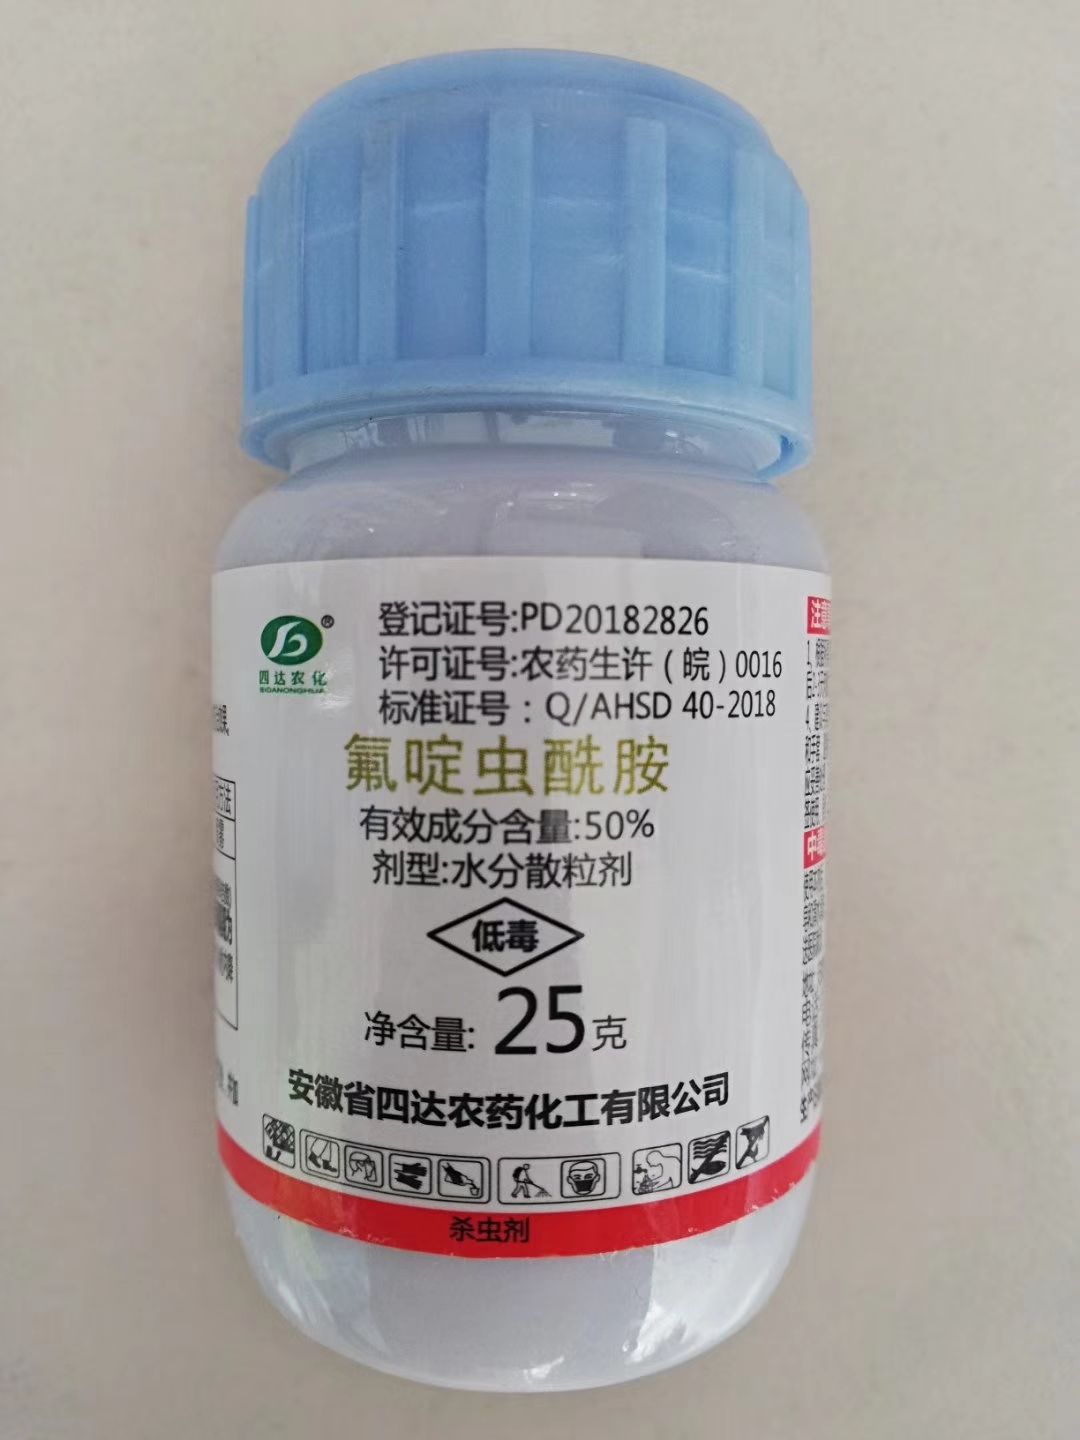 登记证号:PD20182826
许可证号:农药生许（皖）0016
标准证号：Q/AHSD 40-2018
®
四达农化
SIDANONGHUA
氟啶虫酰胺
有效成分含量:50%
剂型:水分散粒剂
低毒
净含量: 25克
安徽省四达农药化工有限公司
杀虫剂
方法